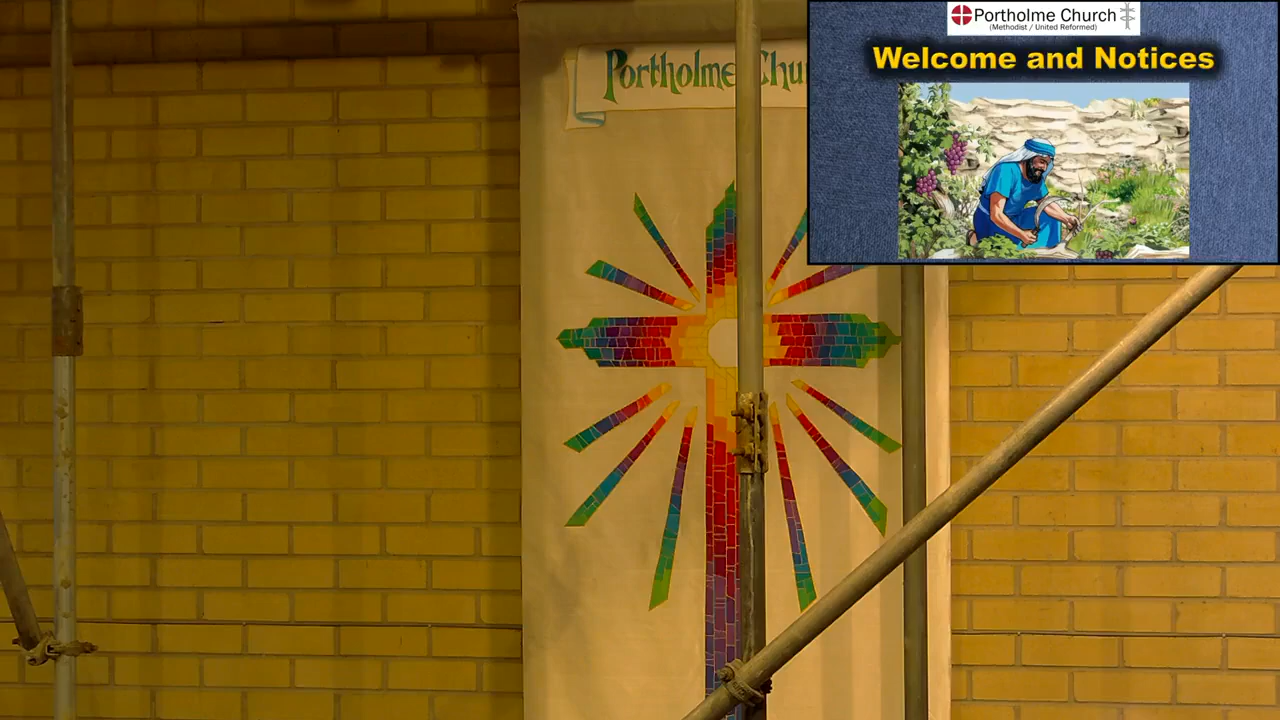 Portholme Chu
Portholme Church
(Methodist / United Reformed)
Welcome and Notices